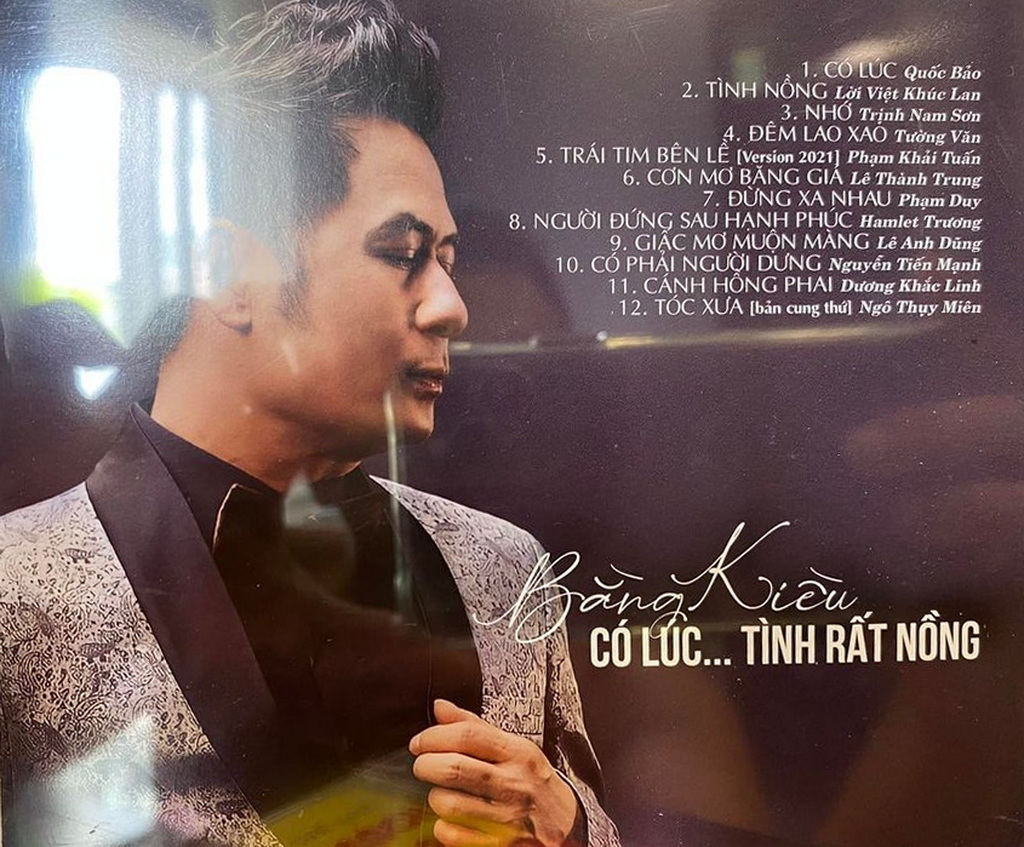 1. CÓ LÚC Quốc Bảo
2. TÌNH NỒNG Lời Việt Khúc Lan
3. NHỚ Trịnh Nam Sơn
4. ĐÊM LAO XAO Tường Văn
5. TRÁI TIM BÊN LỀ [Version 2021] Phạm Khải Tuấn
6. CƠN MƠ BĂNG GIÁ Lê Thành Trung
7. ĐỪNG XA NHAU Phạm Duy
8. NGƯỜI ĐỨNG SAU HẠNH PHÚC Hamlet Trương
9. GIẤC MƠ MUỘN MÀNG Lê Anh Dũng
10. CÓ PHẢI NGƯỜI DƯNG Nguyễn Tiến Mạnh
11. CÁNH HỒNG PHAI Dương Khắc Linh
12. TÓC XƯA [bản cung thứ] Ngô Thụy Miên
Bằng Kiều
CÓ LÚC... TÌNH RẤT NỒNG